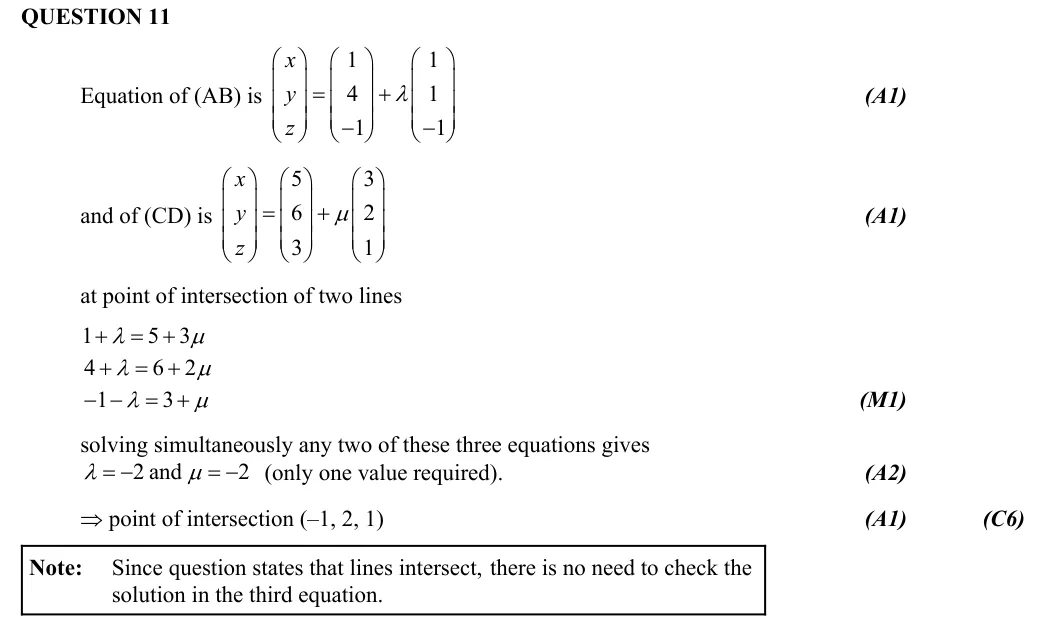 QUESTION 11
Equation of (AB) is (x y z) = (1 4 −1) + λ (1 1 −1) (A1)
and of (CD) is (x y z) = (5 6 3) + μ (3 2 1) (A1)
at point of intersection of two lines
1 + λ = 5 + 3μ
4 + λ = 6 + 2μ
−1 − λ = 3 + μ (M1)
solving simultaneously any two of these three equations gives
λ = −2 and μ = −2 (only one value required). (A2)
⇒ point of intersection (–1, 2, 1) (A1) (C6)
Note: Since question states that lines intersect, there is no need to check the
solution in the third equation.